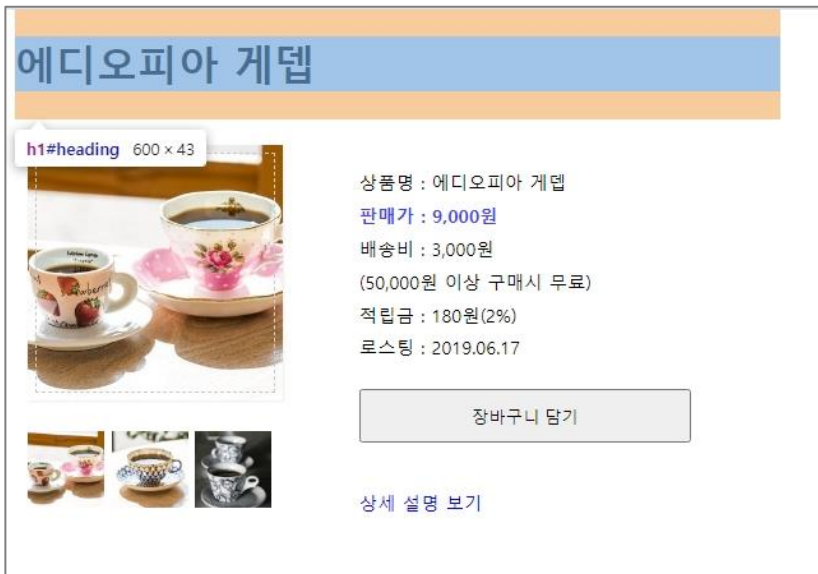 에디오피아 게뎁
h1#heading 600 × 43
상품명 : 에디오피아 게뎁
판매가 : 9,000원
배송비 : 3,000원
(50,000원 이상 구매시 무료)
적립금 : 180원(2%)
로스팅 : 2019.06.17
장바구니 담기
상세 설명 보기